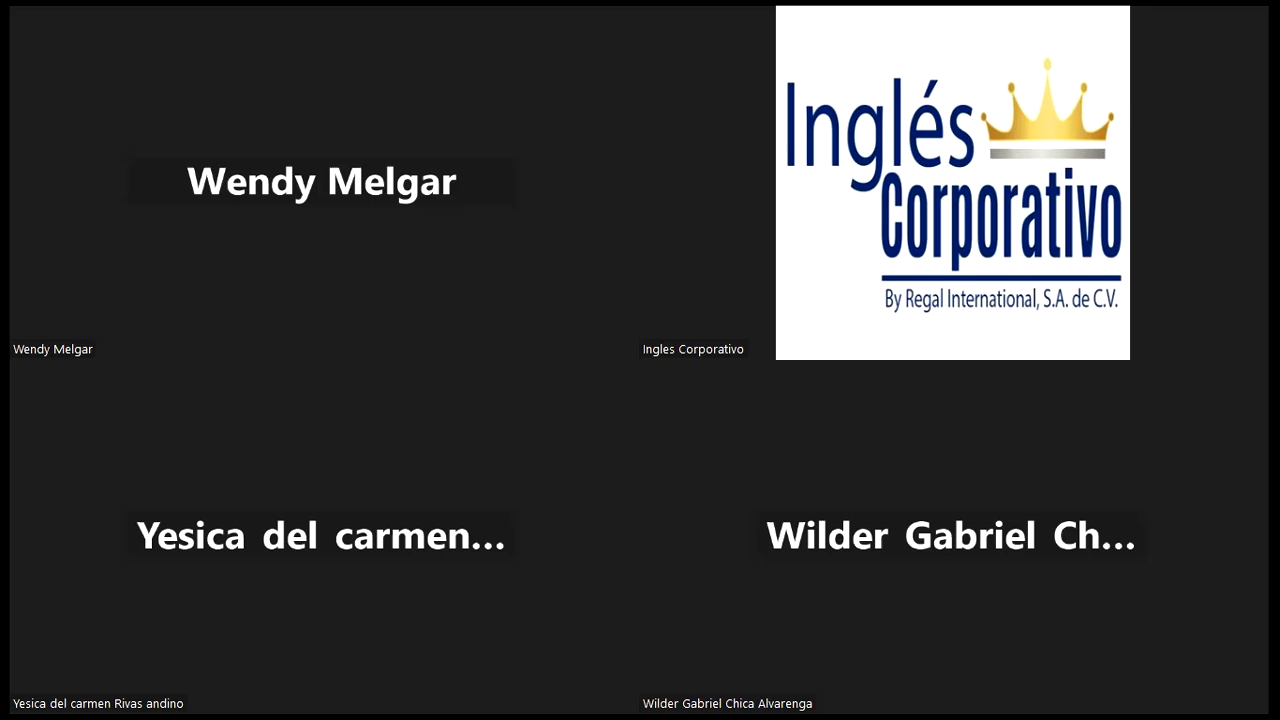 Wendy Melgar
Wendy Melgar
Inglés
Corporativo
By Regal International, S.A. de C.V.
Ingles Corporativo
Yesica del carmen...
Yesica del carmen Rivas andino
Wilder Gabriel Ch...
Wilder Gabriel Chica Alvarenga